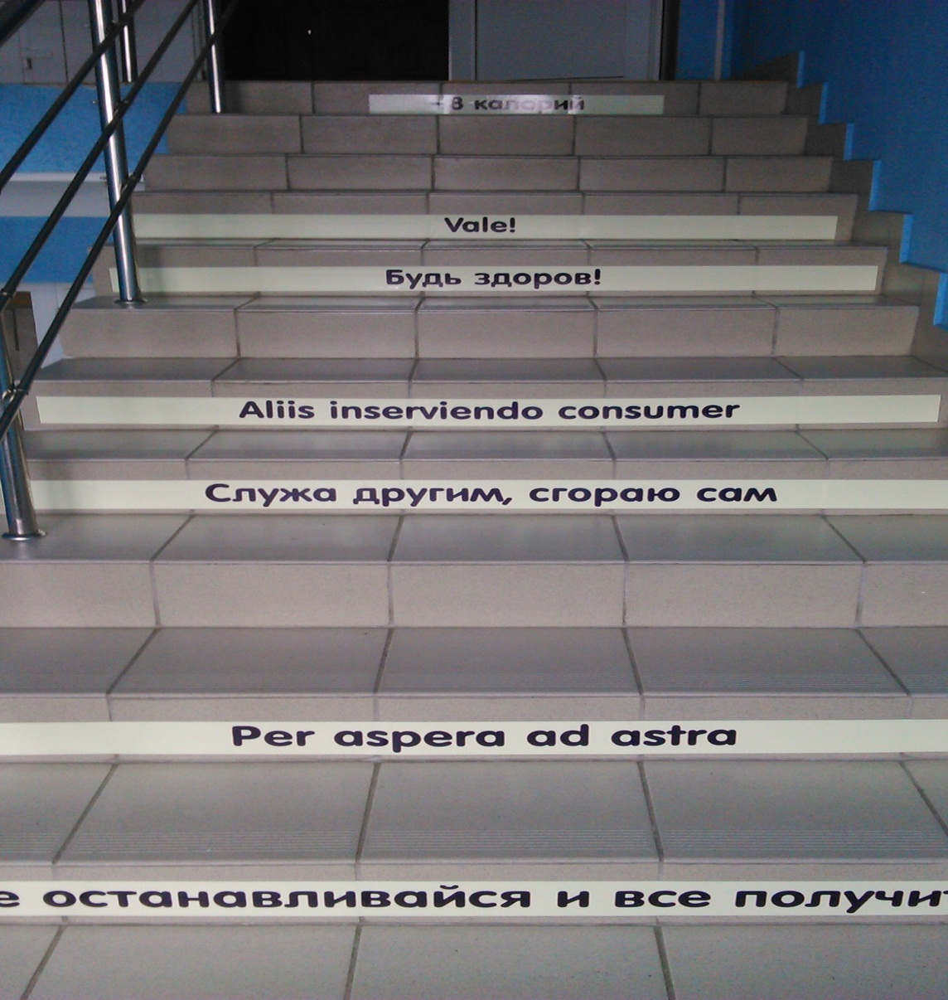 -8 калорий
Vale!
Будь здоров!
Aliis inserviendo consumer
Служа другим, сгораю сам
Per aspera ad astra
останавливайся и все